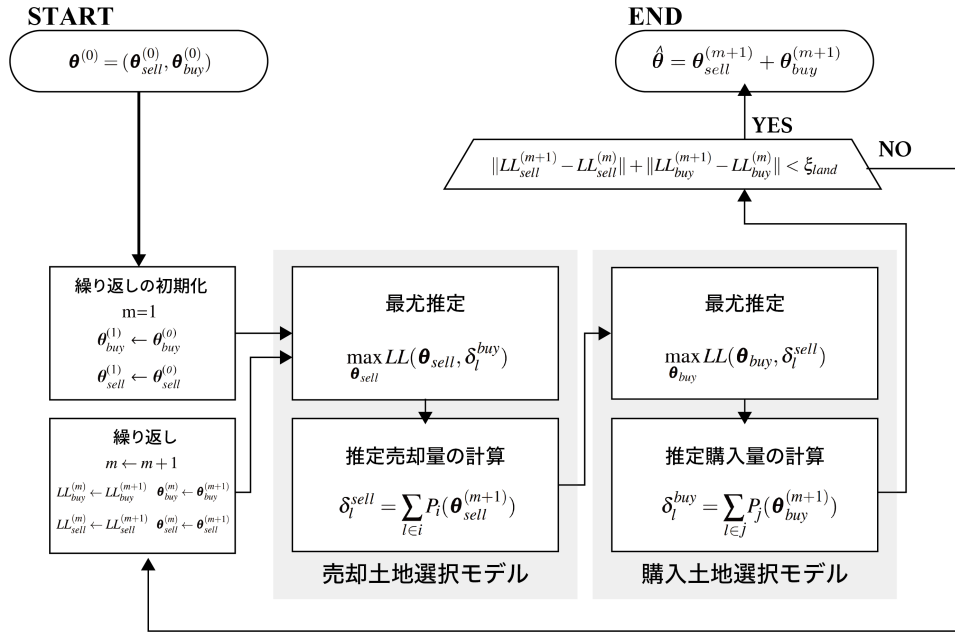 START
θ^(0) = (θ_sell^(0), θ_buy^(0))
END
θ̂ = θ_sell^(m+1) + θ_buy^(m+1)
YES
‖LL_sell^(m+1) − LL_sell^(m)‖ + ‖LL_buy^(m+1) − LL_buy^(m)‖ < ξ_land
NO
繰り返しの初期化
m=1
θ_buy^(1) ← θ_buy^(0)
θ_sell^(1) ← θ_sell^(0)
繰り返し
m ← m + 1
LL_buy^(m) ← LL_buy^(m+1) θ_buy^(m) ← θ_buy^(m+1)
LL_sell^(m) ← LL_sell^(m+1) θ_sell^(m) ← θ_sell^(m+1)
最尤推定
max_θ_sell LL(θ_sell, δ_l^buy)
推定売却量の計算
δ_l^sell = ∑_{l∈i} P_i(θ_sell^(m+1))
売却土地選択モデル
最尤推定
max_θ_buy LL(θ_buy, δ_l^sell)
推定購入量の計算
δ_l^buy = ∑_{l∈j} P_j(θ_buy^(m+1))
購入土地選択モデル